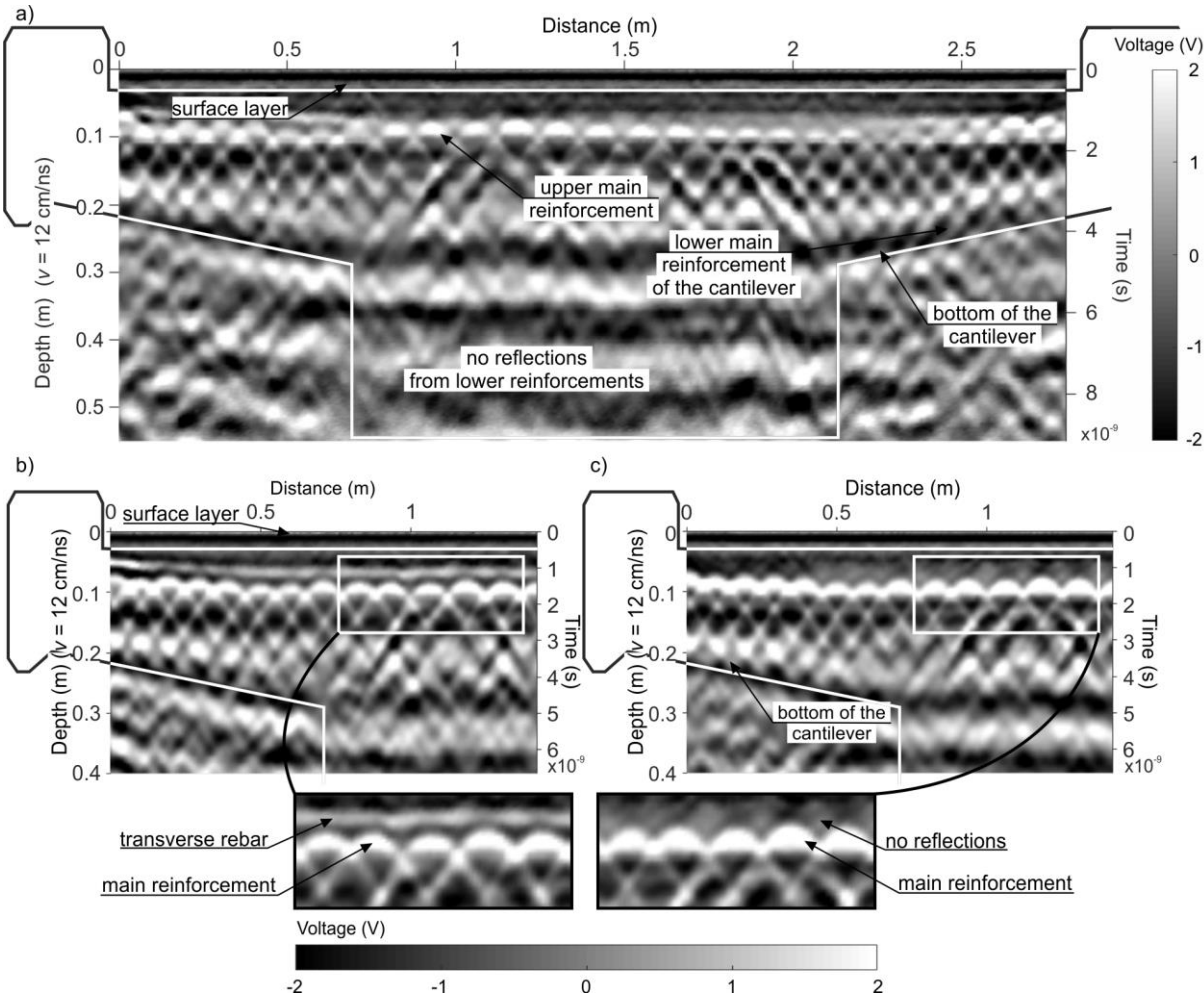 a)
Distance (m)
0 0.5 1 1.5 2 2.5
Voltage (V)
0
0.1
0.2
0.3
0.4
0.5
Depth (m) (v = 12 cm/ns)
surface layer
upper main
reinforcement
lower main
reinforcement
of the cantilever
bottom of the
cantilever
no reflections
from lower reinforcements
0
2
4
6
8
x10⁻⁹
Time (s)
2
1
0
-1
-2
b)
Distance (m)
0 0.5 1
surface layer
0
0.1
0.2
0.3
0.4
Depth (m) (v = 12 cm/ns)
0
1
2
3
4
5
6
x10⁻⁹
Time (s)
transverse rebar
main reinforcement
c)
Distance (m)
0 0.5 1
0
0.1
0.2
0.3
0.4
Depth (m) (v = 12 cm/ns)
bottom of the
cantilever
0
1
2
3
4
5
6
x10⁻⁹
Time (s)
no reflections
main reinforcement
Voltage (V)
-2 -1 0 1 2